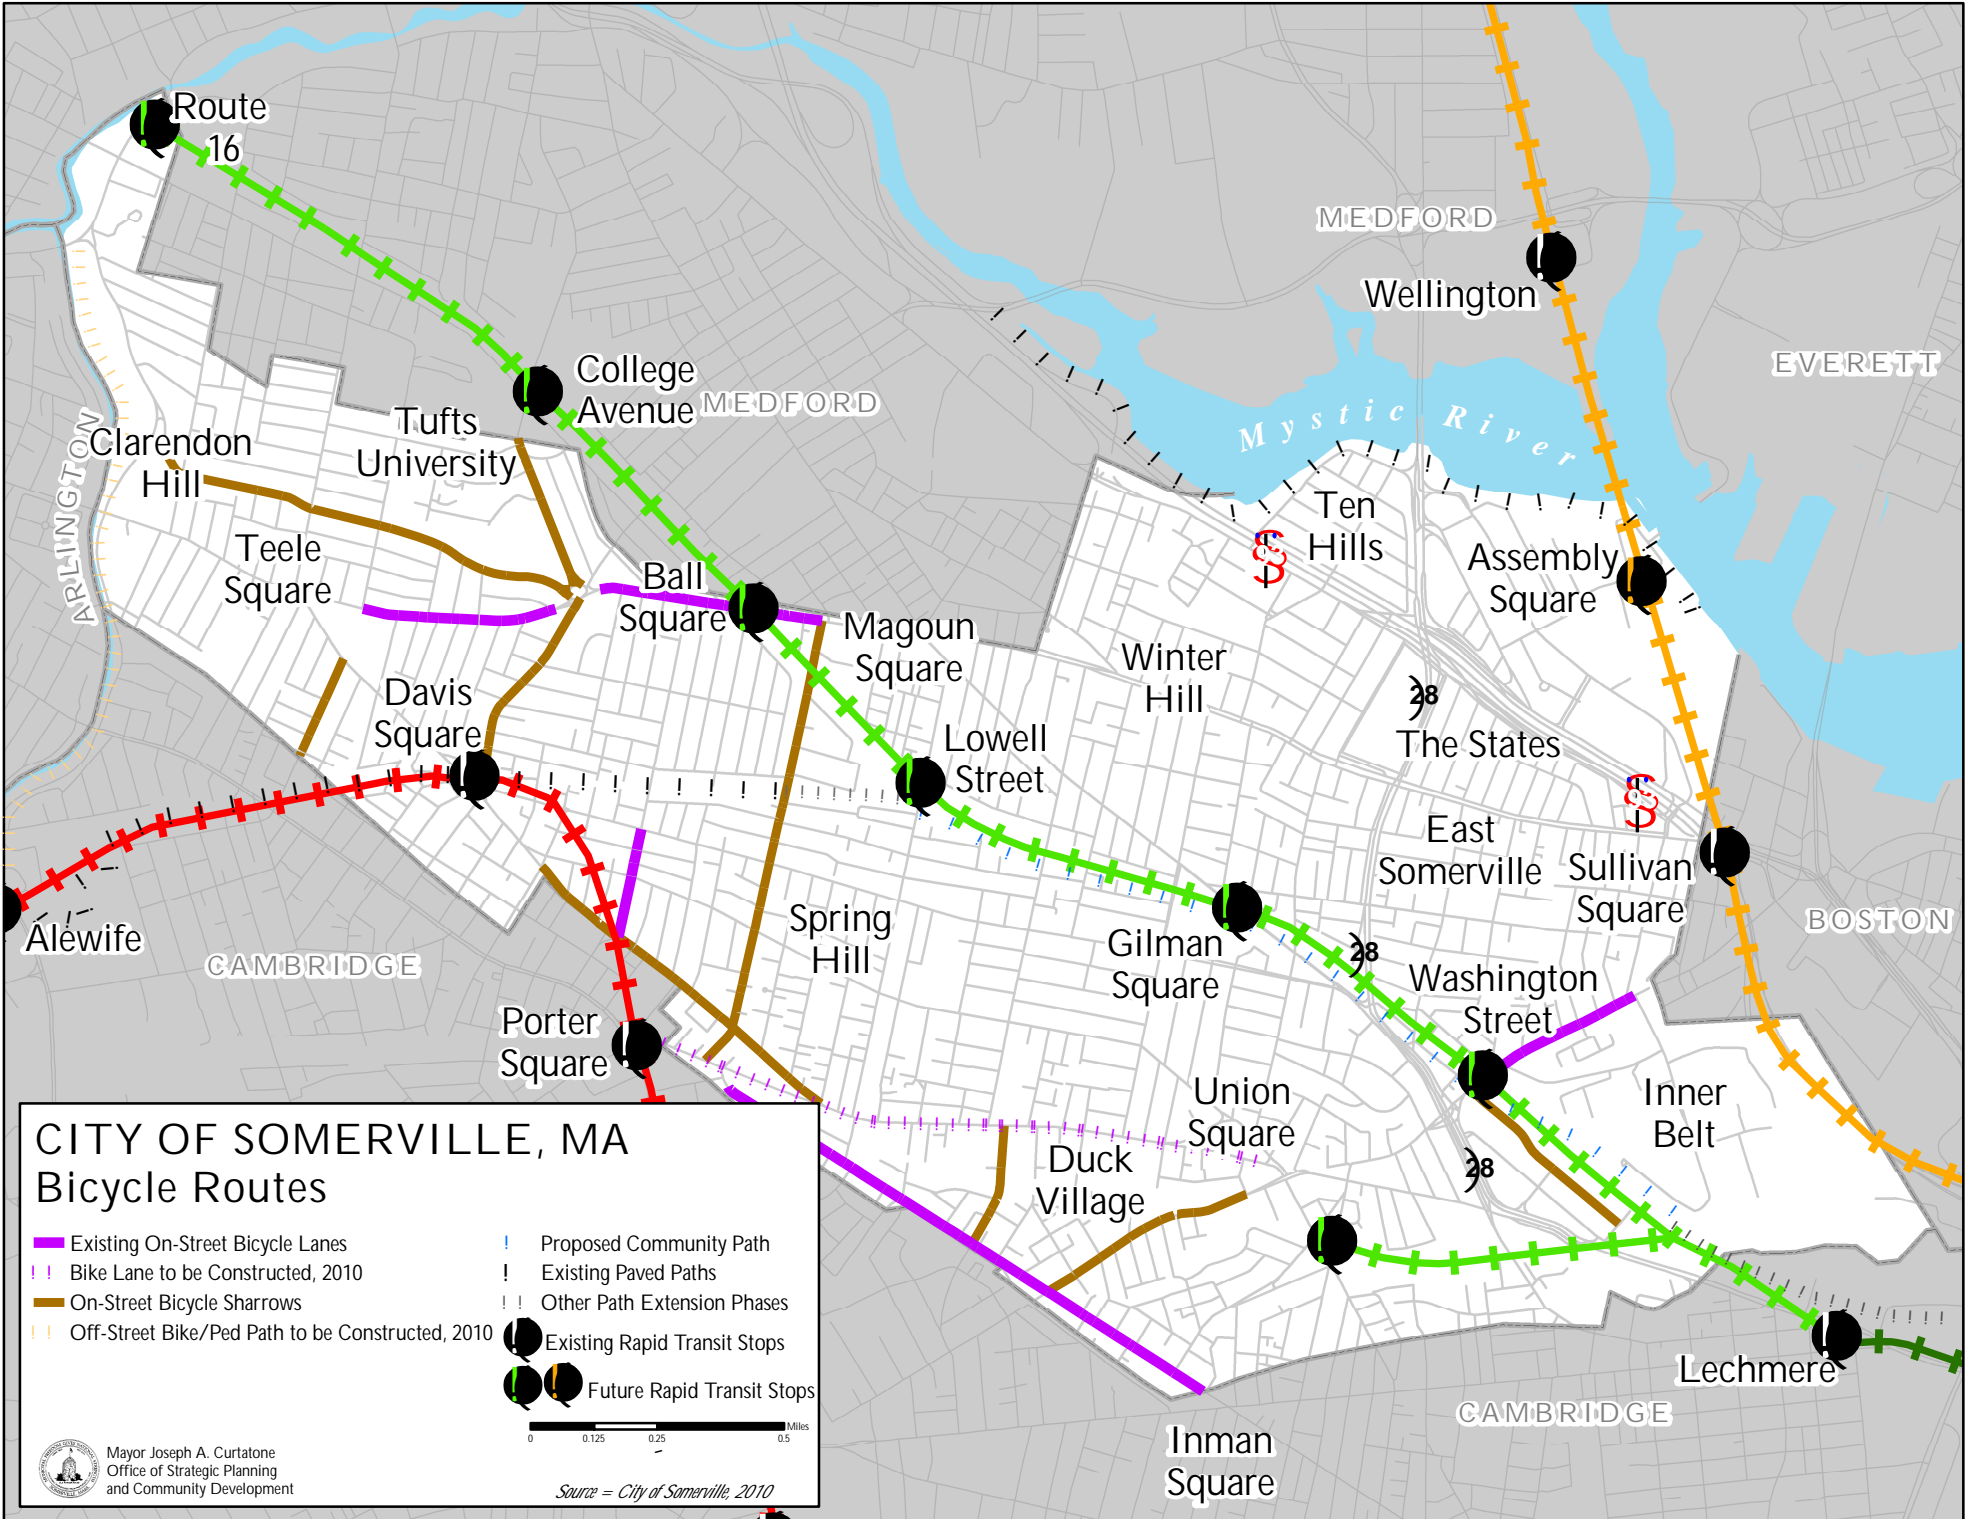 Route
16
MEDFORD
Wellington
EVERETT
College
Avenue
MEDFORD
Mystic River
Tufts
University
Clarendon
Hill
ARLINGTON
Ten
Hills
Teele
Square
Assembly
Square
Ball
Square
Magoun
Square
Winter
Hill
Davis
Square
28
The States
Lowell
Street
East
Somerville
Sullivan
Square
Spring
Hill
BOSTON
Alewife
CAMBRIDGE
Gilman
Square
28
Washington
Street
Porter
Square
Union
Square
Inner
Belt
Duck
Village
28
Lechmere
CAMBRIDGE
Inman
Square
CITY OF SOMERVILLE, MA
Bicycle Routes
Existing On-Street Bicycle Lanes
Bike Lane to be Constructed, 2010
On-Street Bicycle Sharrows
Off-Street Bike/Ped Path to be Constructed, 2010
Proposed Community Path
Existing Paved Paths
Other Path Extension Phases
Existing Rapid Transit Stops
Future Rapid Transit Stops
Miles
0 0.125 0.25 0.5
Mayor Joseph A. Curtatone
Office of Strategic Planning
and Community Development
Source = City of Somerville, 2010